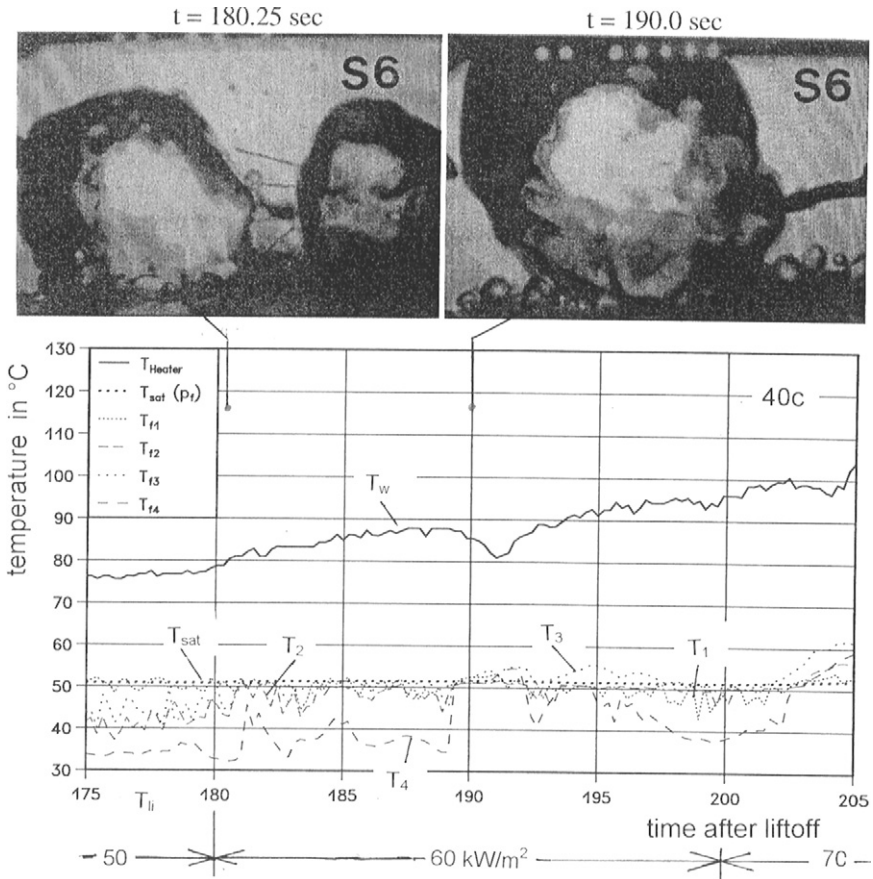 t = 180.25 sec
t = 190.0 sec
S6
S6
temperature in °C
130
120
110
100
90
80
70
60
50
40
30
T_Heater
T_sat (p_f)
T_f1
T_f2
T_f3
T_f4
40c
T_w
T_sat
T_2
T_3
T_1
T_4
175
180
185
190
195
200
205
T_li
time after liftoff
50
60 kW/m²
70